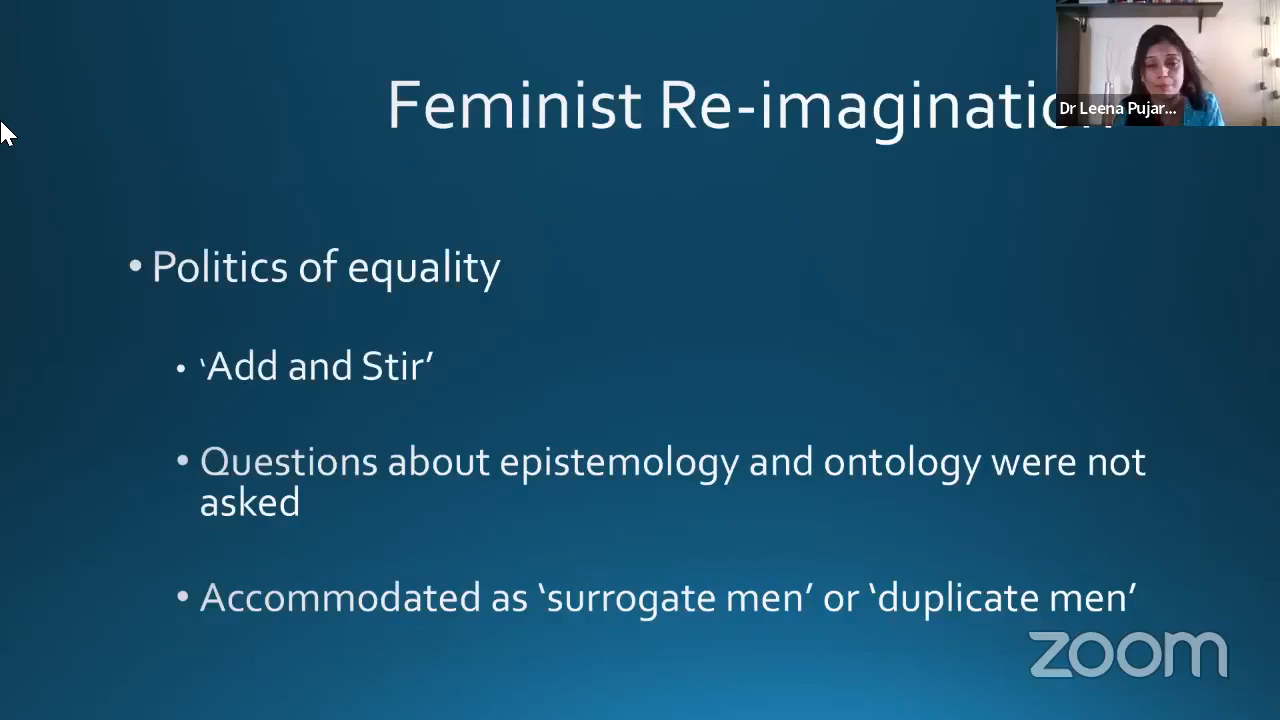 Feminist Re-imagination
Dr Leena Pujar...
• Politics of equality
• ‘Add and Stir’
• Questions about epistemology and ontology were not
asked
• Accommodated as ‘surrogate men’ or ‘duplicate men’
zoom